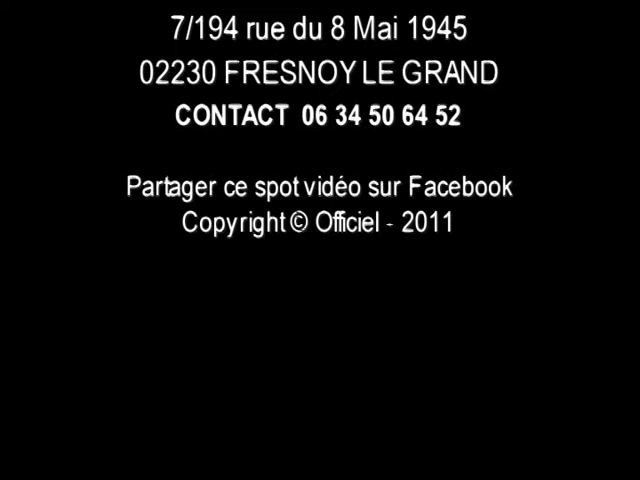 7/194 rue du 8 Mai 1945
02230 FRESNOY LE GRAND
CONTACT 06 34 50 64 52
Partager ce spot vidéo sur Facebook
Copyright © Officiel - 2011